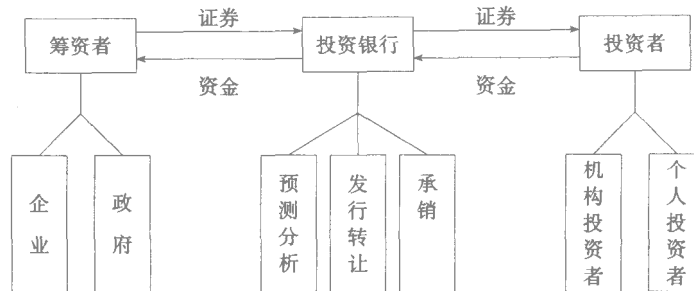 证券
证券
筹资者
投资银行
投资者
资金
资金
企业
政府
预测分析
发行转让
承销
机构投资者
个人投资者